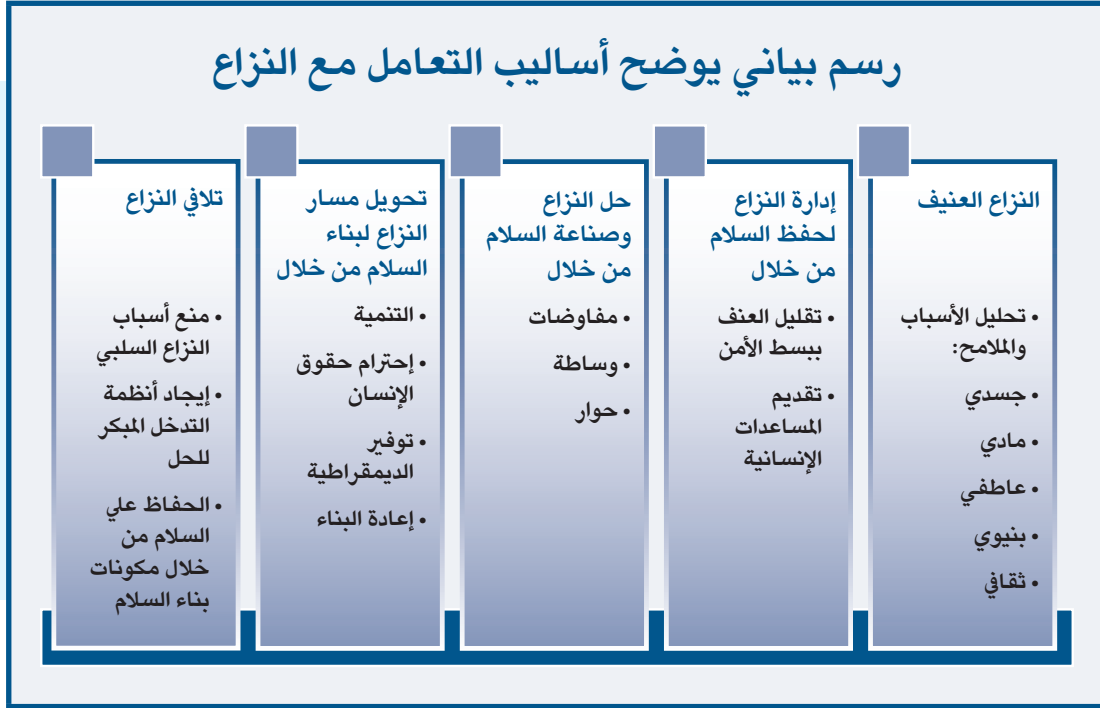 رسم بياني يوضح أساليب التعامل مع النزاع
النزاع العنيف
• تحليل الأسباب
والملامح:
• جسدي
• مادي
• عاطفي
• بنيوي
• ثقافي
إدارة النزاع
لحفظ السلام
من خلال
• تقليل العنف
ببسط الأمن
• تقديم
المساعدات
الإنسانية
حل النزاع
وصناعة السلام
من خلال
• مفاوضات
• وساطة
• حوار
تحويل مسار
النزاع لبناء
السلام من خلال
• التنمية
• إحترام حقوق
الإنسان
• توفير
الديمقراطية
• إعادة البناء
تلافي النزاع
• منع أسباب
النزاع السلبي
• إيجاد أنظمة
التدخل المبكر
للحل
• الحفاظ علي
السلام من
خلال مكونات
بناء السلام